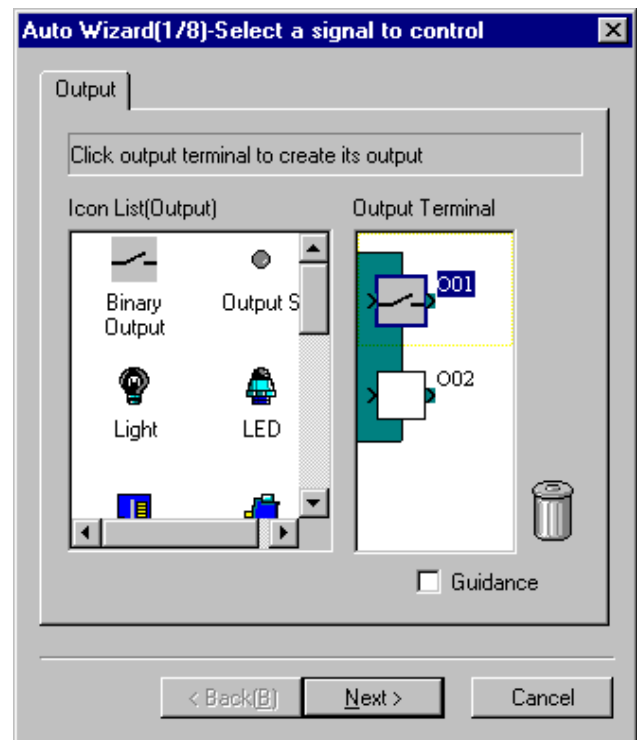 Auto Wizard(1/8)-Select a signal to control
Output
Click output terminal to create its output
Icon List(Output)
Output Terminal
Binary Output
Output S
Light
LED
O01
O02
Guidance
< Back(B)
Next >
Cancel